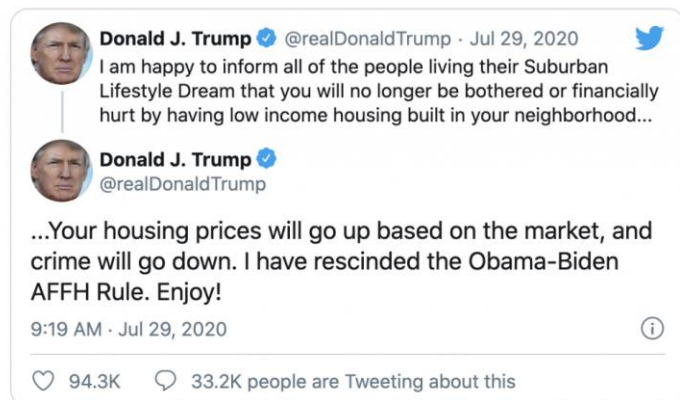 Donald J. Trump @realDonaldTrump · Jul 29, 2020
I am happy to inform all of the people living their Suburban
Lifestyle Dream that you will no longer be bothered or financially
hurt by having low income housing built in your neighborhood...
Donald J. Trump
@realDonaldTrump
...Your housing prices will go up based on the market, and
crime will go down. I have rescinded the Obama-Biden
AFFH Rule. Enjoy!
9:19 AM · Jul 29, 2020
94.3K 33.2K people are Tweeting about this